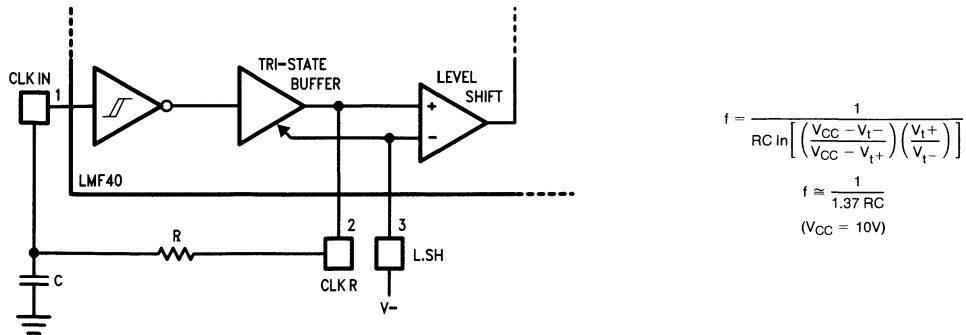 TRI-STATE
BUFFER
LEVEL
SHIFT
CLK IN
1
+
-
LMF40
2
3
R
L.SH
C
CLK R
V-
f = 1 / (RC ln[((VCC - Vt-) / (VCC - Vt+)) (Vt+ / Vt-)])
f ≅ 1 / (1.37 RC)
(VCC = 10V)